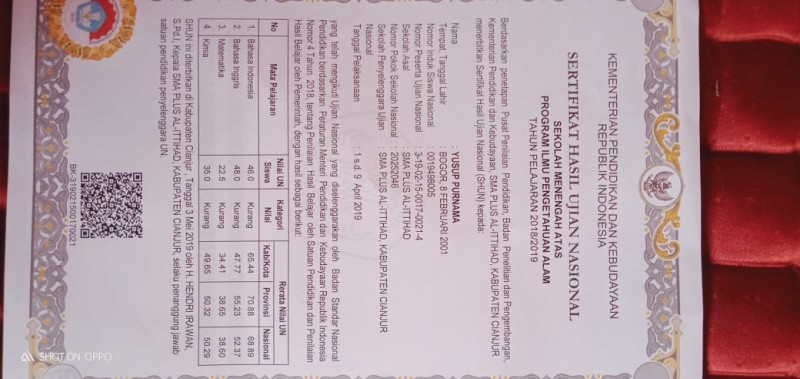 KEMENTERIAN PENDIDIKAN DAN KEBUDAYAAN
REPUBLIK INDONESIA
SERTIFIKAT HASIL UJIAN NASIONAL
SEKOLAH MENENGAH ATAS
PROGRAM ILMU PENGETAHUAN ALAM
TAHUN PELAJARAN 2018/2019
Berdasarkan penetapan Pusat Penilaian Pendidikan, Badan Penelitian dan Pengembangan,
Kementerian Pendidikan dan Kebudayaan, SMA PLUS AL-ITTIHAD, KABUPATEN CIANJUR
menerbitkan Sertifikat Hasil Ujian Nasional (SHUN) kepada:
Nama : YUSUP PURNAMA
Tempat, Tanggal Lahir : BOGOR, 8 FEBRUARI 2001
Nomor Induk Siswa Nasional : 0019498005
Nomor Peserta Ujian Nasional : 3-19-02-15-0017-0021-4
Sekolah Asal : SMA PLUS AL-ITTIHAD
Nomor Pokok Sekolah Nasional : 20252046
Sekolah Penyelenggara Ujian : SMA PLUS AL-ITTIHAD, KABUPATEN CIANJUR
Nasional
Tanggal Pelaksanaan : 1 s.d. 9 April 2019
yang telah mengikuti Ujian Nasional yang diselenggarakan oleh Badan Standar Nasional
Pendidikan berdasarkan Peraturan Menteri Pendidikan dan Kebudayaan Republik Indonesia
Nomor 4 Tahun 2018, tentang Penilaian Hasil Belajar oleh Satuan Pendidikan dan Penilaian
Hasil Belajar oleh Pemerintah, dengan hasil sebagai berikut:
No Mata Pelajaran Nilai UN Siswa Kategori Nilai Rerata Nilai UN
Kab/Kota Provinsi Nasional
1. Bahasa Indonesia 46.0 Kurang 65.44 70.88 68.89
2. Bahasa Inggris 48.0 Kurang 47.77 55.23 52.37
3. Matematika 22.5 Kurang 34.41 38.65 38.60
4. Kimia 35.0 Kurang 49.65 50.32 50.29
SHUN ini diterbitkan di Kabupaten Cianjur, Tanggal 3 Mei 2019 oleh H. HENDRI IRAWAN,
S.Pd.I, Kepala SMA PLUS AL-ITTIHAD, KABUPATEN CIANJUR, selaku penanggung jawab
satuan pendidikan penyelenggara UN.
BK-319021500170021
SHOT ON OPPO